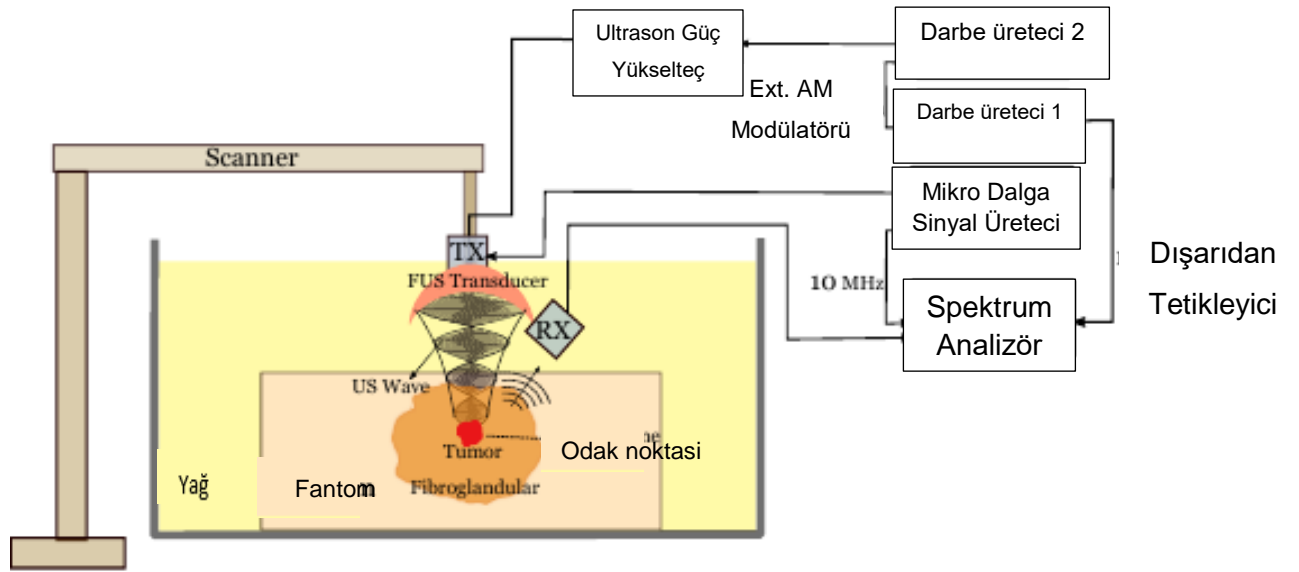 Ultrason Güç
Yükselteç
Darbe üreteci 2
Ext. AM
Modülatörü
Darbe üreteci 1
Scanner
Mikro Dalga
Sinyal Üreteci
TX
FUS Transducer
10 MHz
Dışarıdan
Tetikleyici
RX
Spektrum
Analizör
US Wave
Tumor
Odak noktasi
Yağ
Fantom
Fibroglandular